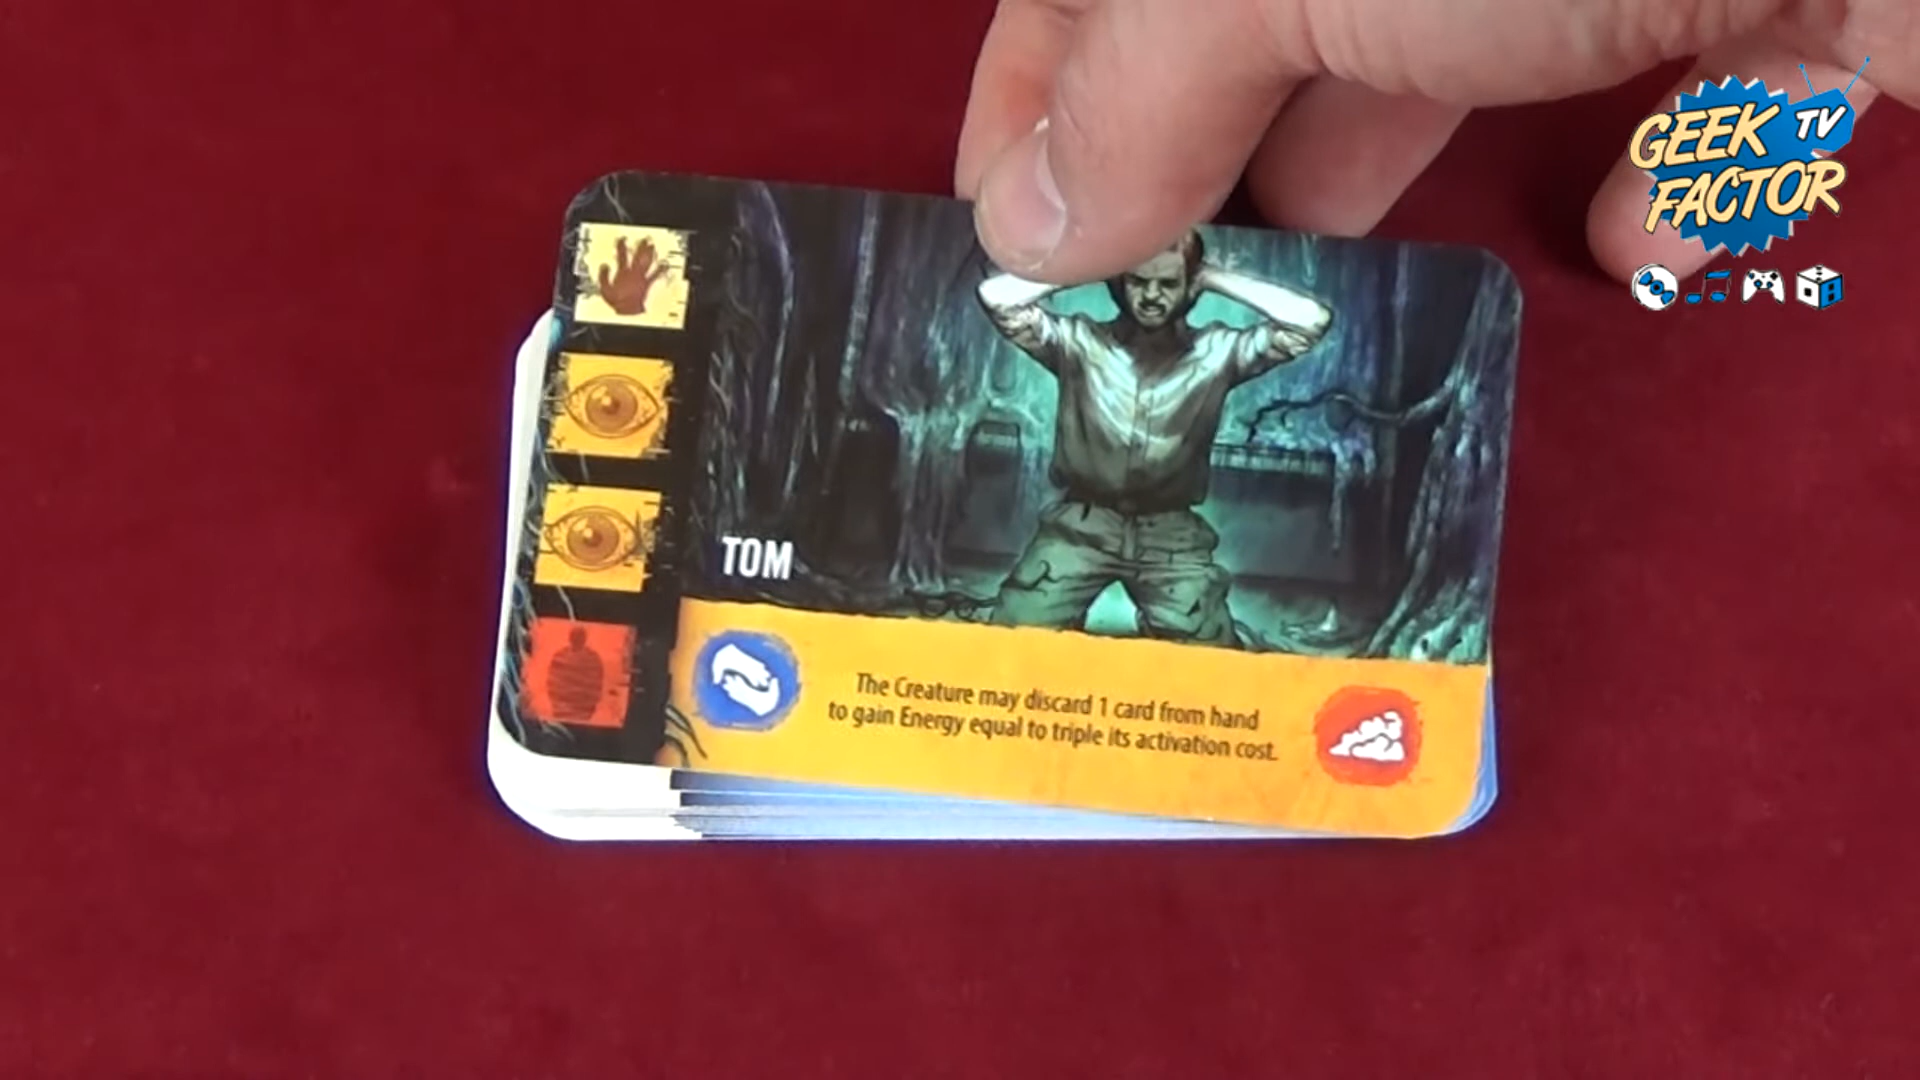 GEEK TV
FACTOR
TOM
The Creature may discard 1 card from hand
to gain Energy equal to triple its activation cost.